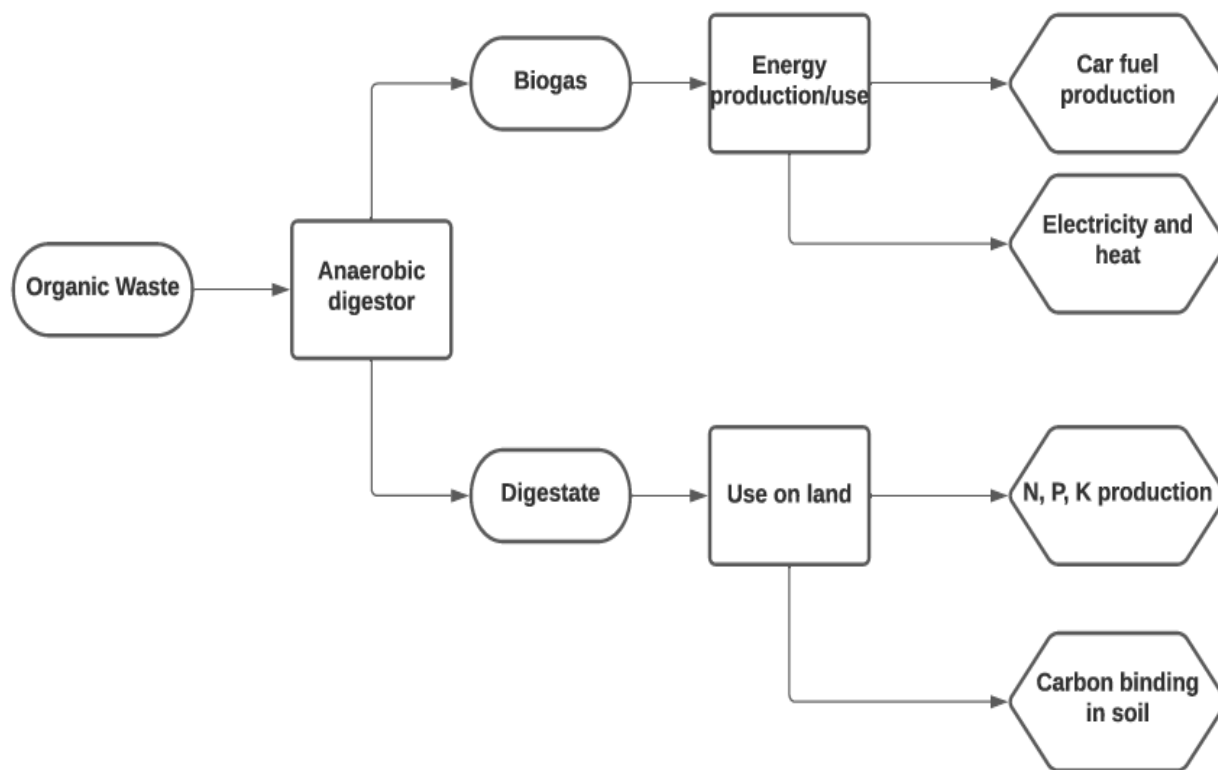 Biogas
Energy
production/use
Car fuel
production
Electricity and
heat
Organic Waste
Anaerobic
digestor
Digestate
Use on land
N, P, K production
Carbon binding
in soil